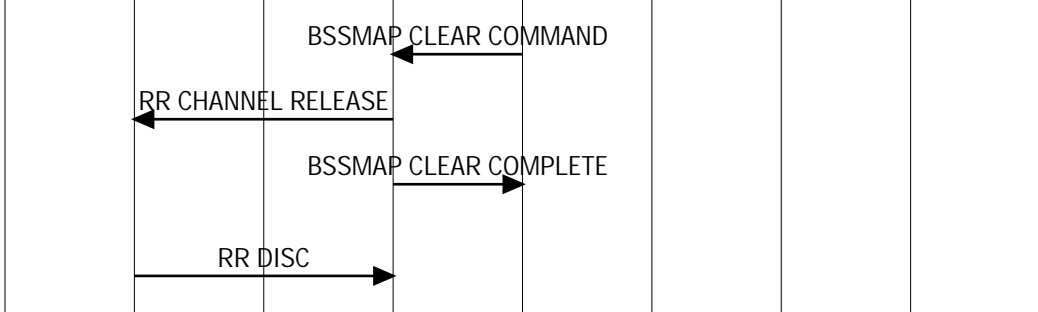 BSSMAP CLEAR COMMAND
RR CHANNEL RELEASE
BSSMAP CLEAR COMPLETE
RR DISC